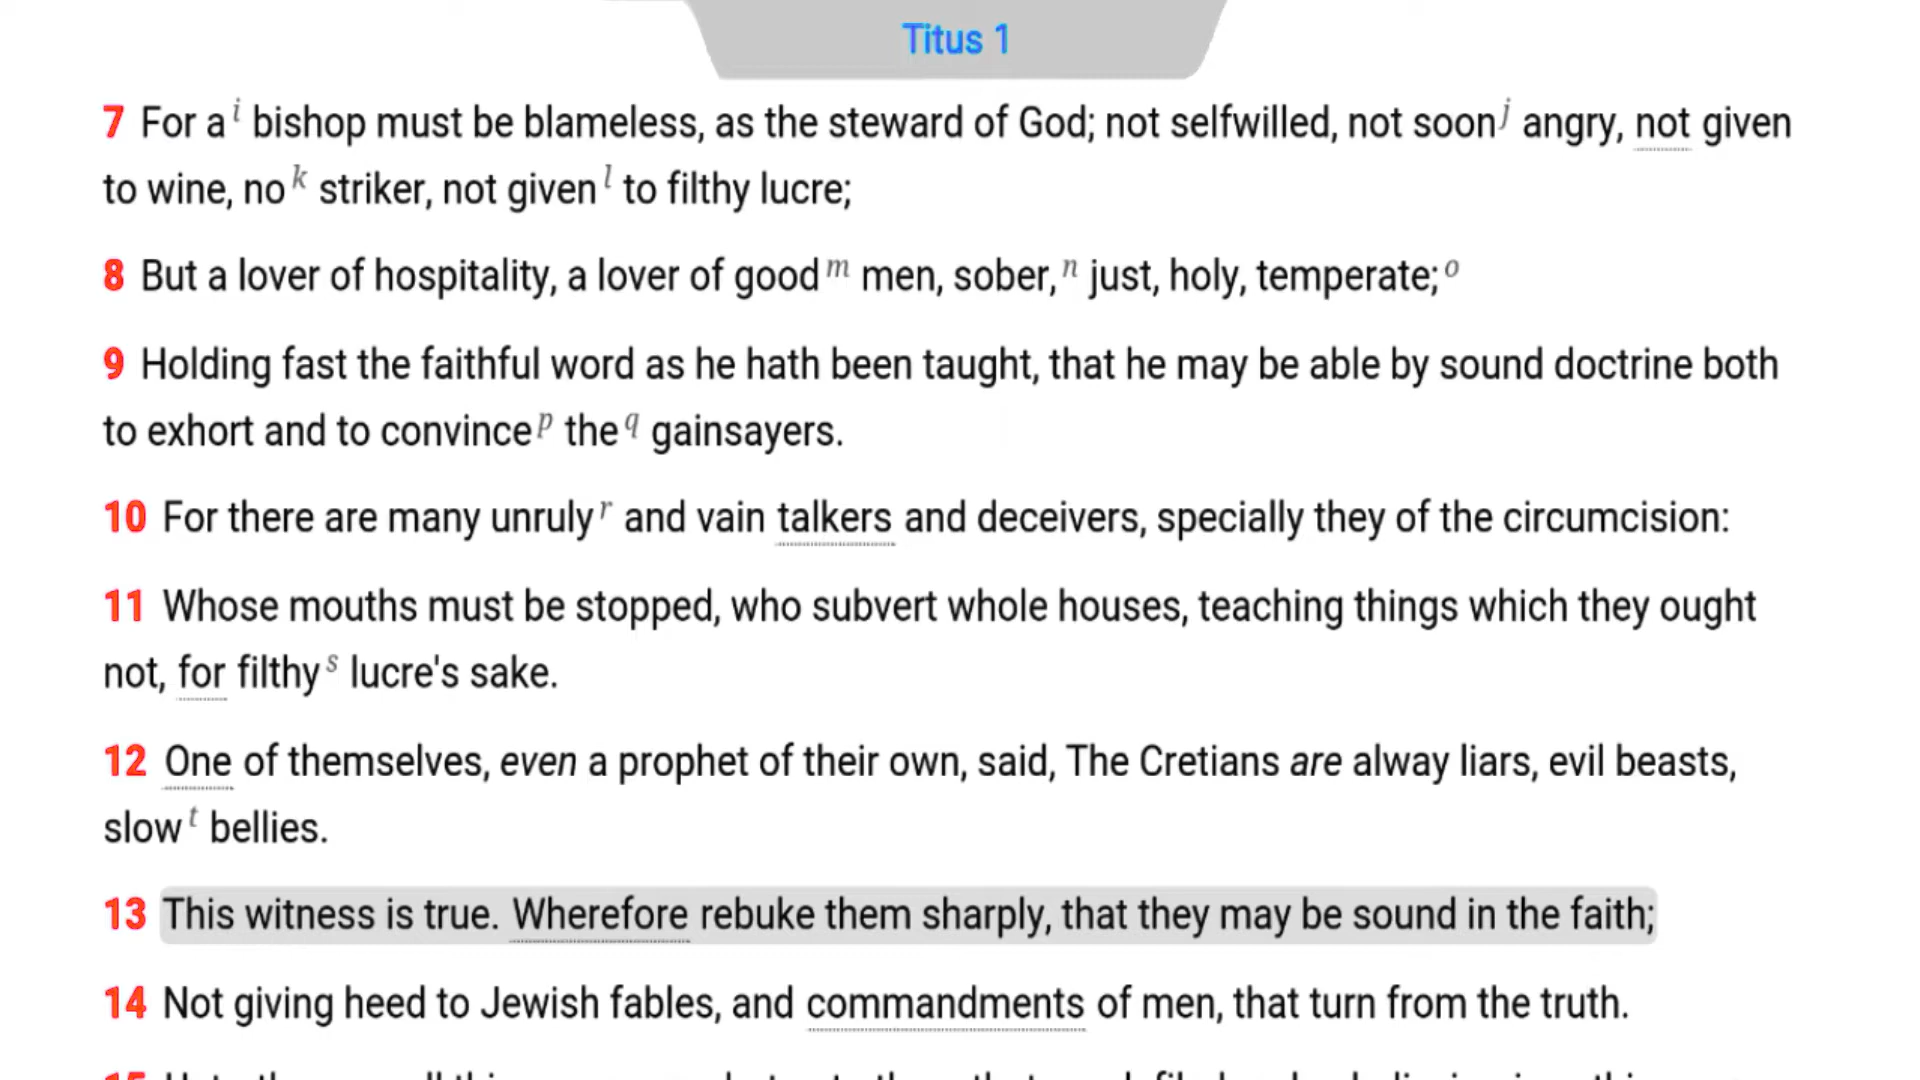 Titus 1
7 For a i bishop must be blameless, as the steward of God; not selfwilled, not soon j angry, not given
to wine, no k striker, not given l to filthy lucre;
8 But a lover of hospitality, a lover of good m men, sober, n just, holy, temperate; o
9 Holding fast the faithful word as he hath been taught, that he may be able by sound doctrine both
to exhort and to convince p the q gainsayers.
10 For there are many unruly r and vain talkers and deceivers, specially they of the circumcision:
11 Whose mouths must be stopped, who subvert whole houses, teaching things which they ought
not, for filthy s lucre's sake.
12 One of themselves, even a prophet of their own, said, The Cretians are alway liars, evil beasts,
slow t bellies.
13 This witness is true. Wherefore rebuke them sharply, that they may be sound in the faith;
14 Not giving heed to Jewish fables, and commandments of men, that turn from the truth.